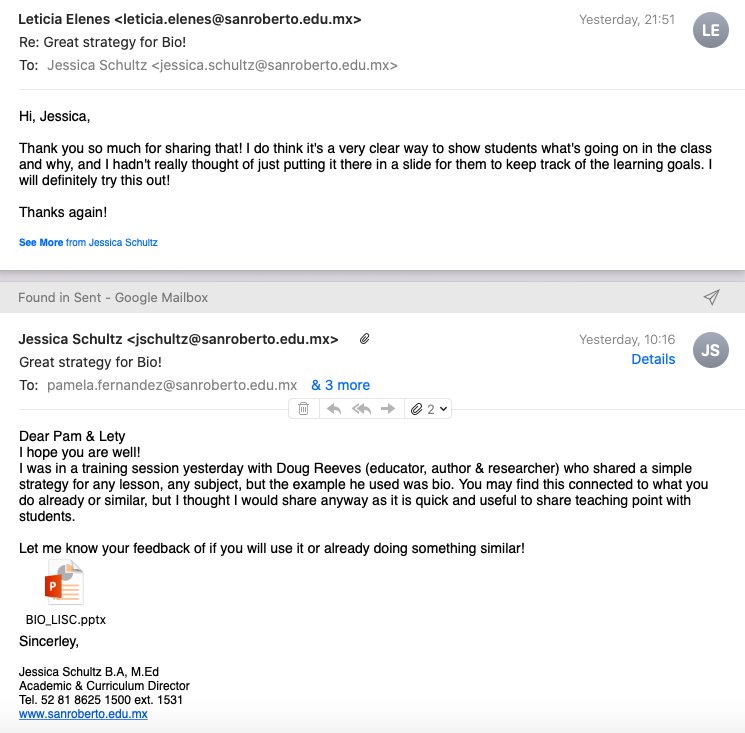 Leticia Elenes <leticia.elenes@sanroberto.edu.mx>
Yesterday, 21:51
LE
Re: Great strategy for Bio!
To: Jessica Schultz <jessica.schultz@sanroberto.edu.mx>
Hi, Jessica,
Thank you so much for sharing that! I do think it's a very clear way to show students what's going on in the class
and why, and I hadn't really thought of just putting it there in a slide for them to keep track of the learning goals. I
will definitely try this out!
Thanks again!
See More from Jessica Schultz
Found in Sent - Google Mailbox
Jessica Schultz <jschultz@sanroberto.edu.mx>
Yesterday, 10:16
JS
Great strategy for Bio!
Details
To: pamela.fernandez@sanroberto.edu.mx & 3 more
2
Dear Pam & Lety
I hope you are well!
I was in a training session yesterday with Doug Reeves (educator, author & researcher) who shared a simple
strategy for any lesson, any subject, but the example he used was bio. You may find this connected to what you
do already or similar, but I thought I would share anyway as it is quick and useful to share teaching point with
students.
Let me know your feedback of if you will use it or already doing something similar!
P
BIO_LISC.pptx
Sincerley,
Jessica Schultz B.A, M.Ed
Academic & Curriculum Director
Tel. 52 81 8625 1500 ext. 1531
www.sanroberto.edu.mx